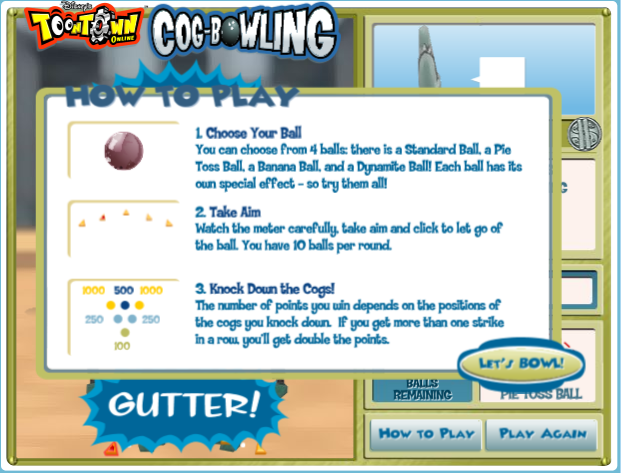 Disney's
TOONTOWN
ONLINE
COG-BOWLING
HOW TO PLAY
1. Choose Your Ball
You can choose from 4 balls: there is a Standard Ball, a Pie
Toss Ball, a Banana Ball, and a Dynamite Ball! Each ball has its
own special effect - so try them all!
2. Take Aim
Watch the meter carefully, take aim and click to let go of
the ball. You have 10 balls per round.
1000 500 1000
250 250
100
3. Knock Down the Cogs!
The number of points you win depends on the positions of
the cogs you knock down. If you get more than one strike
in a row, you'll get double the points.
LET'S BOWL!
BALLS
REMAINING
PIE TOSS BALL
GUTTER!
HOW TO PLAY
PLAY AGAIN